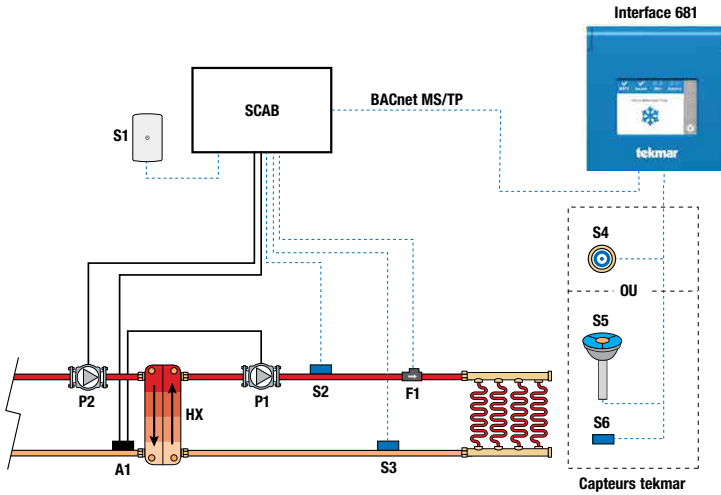 Interface 681
SCAB
BACnet MS/TP
S1
tekmar
S4
OU
S5
S6
P2
HX
P1
S2
F1
A1
S3
Capteurs tekmar